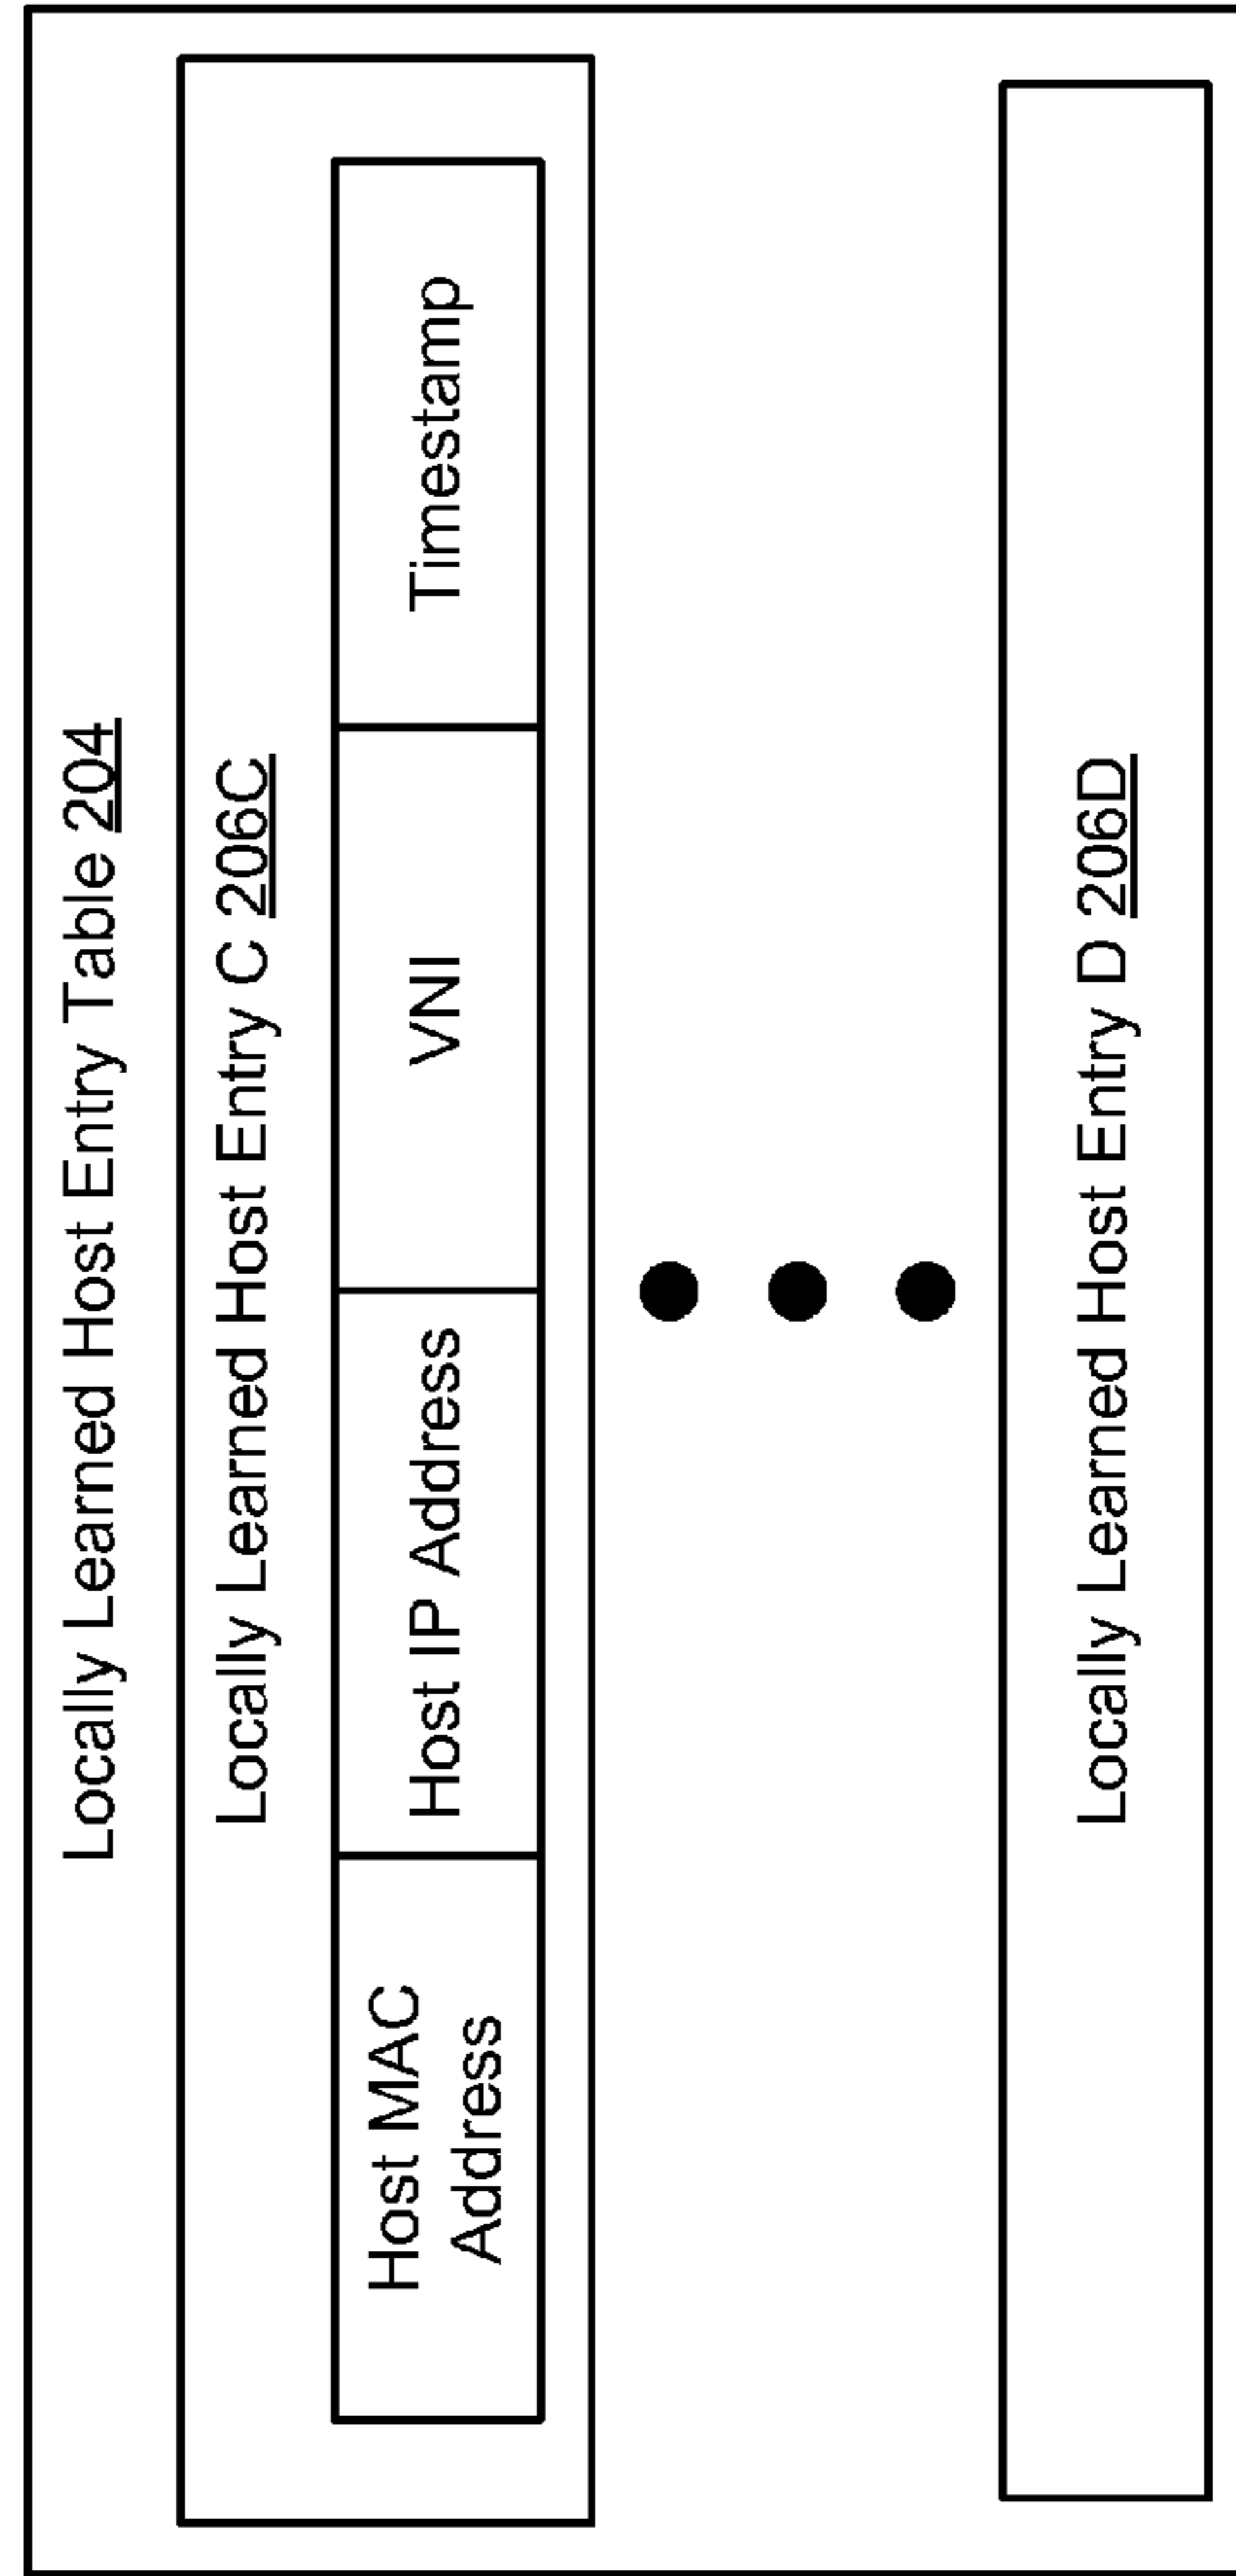 Locally Learned Host Entry Table 204
Locally Learned Host Entry C 206C
Host MAC
Address
Host IP Address
VNI
Timestamp
Locally Learned Host Entry D 206D